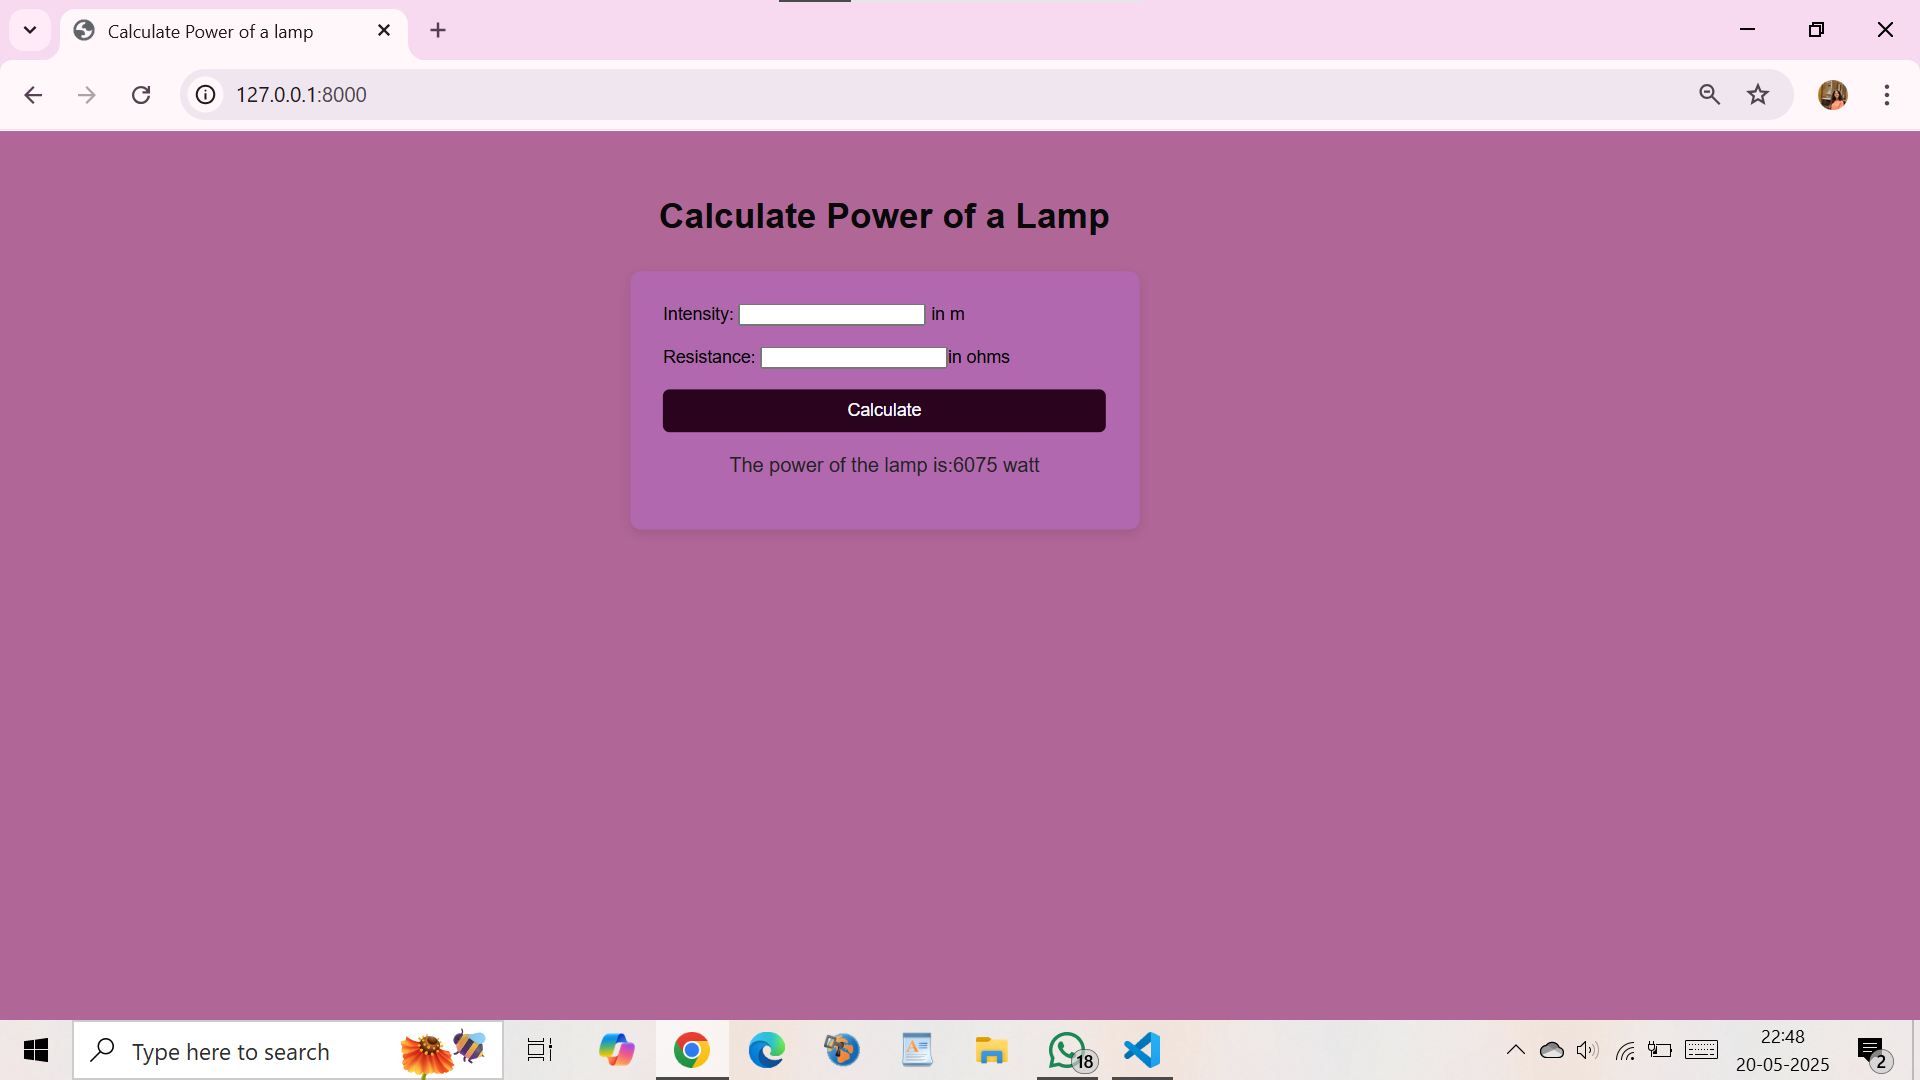 Calculate Power of a lamp
127.0.0.1:8000
Calculate Power of a Lamp
Intensity: in m
Resistance: in ohms
Calculate
The power of the lamp is:6075 watt
Type here to search
18
22:48
20-05-2025
2